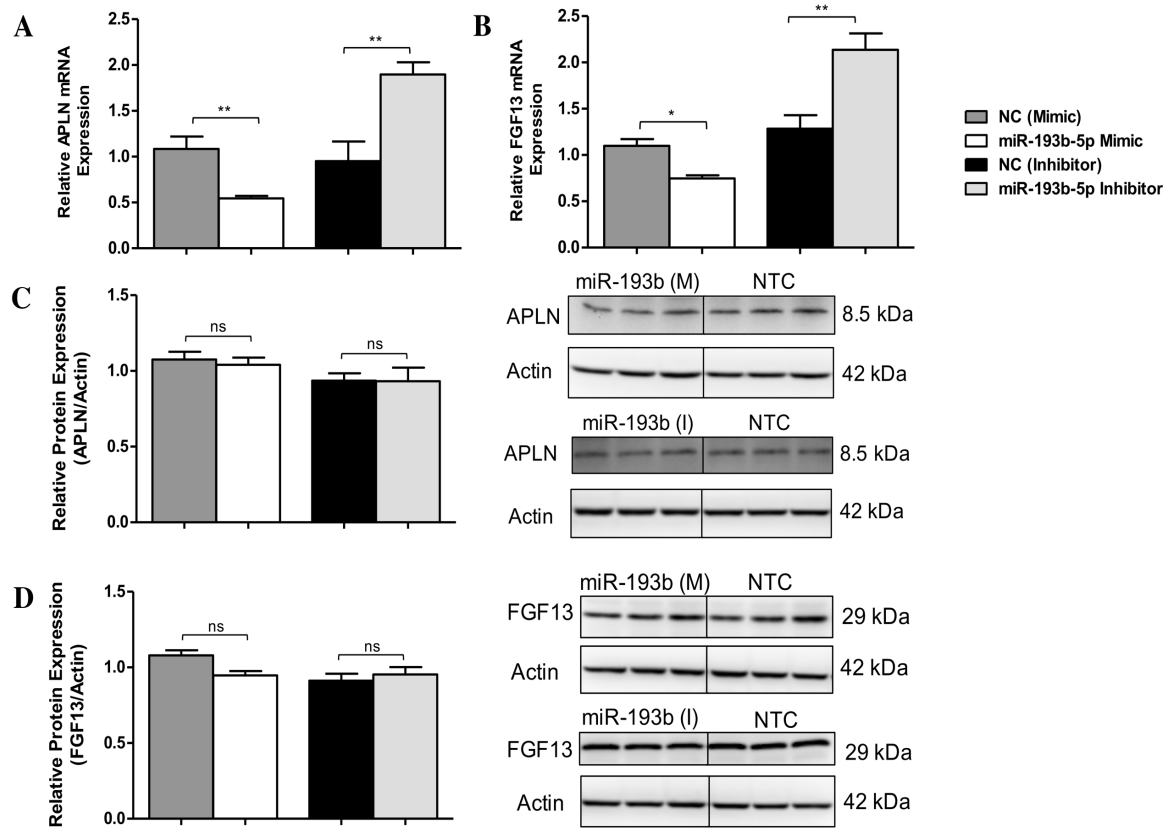 A
Relative APLN mRNA
Expression
2.5
2.0
1.5
1.0
0.5
0.0
**
**
B
Relative FGF13 mRNA
Expression
2.5
2.0
1.5
1.0
0.5
0.0
*
**
NC (Mimic)
miR-193b-5p Mimic
NC (Inhibitor)
miR-193b-5p Inhibitor
C
Relative Protein Expression
(APLN/Actin)
1.5
1.0
0.5
0.0
ns
ns
miR-193b (M) NTC
APLN 8.5 kDa
Actin 42 kDa
miR-193b (I) NTC
APLN 8.5 kDa
Actin 42 kDa
D
Relative Protein Expression
(FGF13/Actin)
1.5
1.0
0.5
0.0
ns
ns
miR-193b (M) NTC
FGF13 29 kDa
Actin 42 kDa
miR-193b (I) NTC
FGF13 29 kDa
Actin 42 kDa